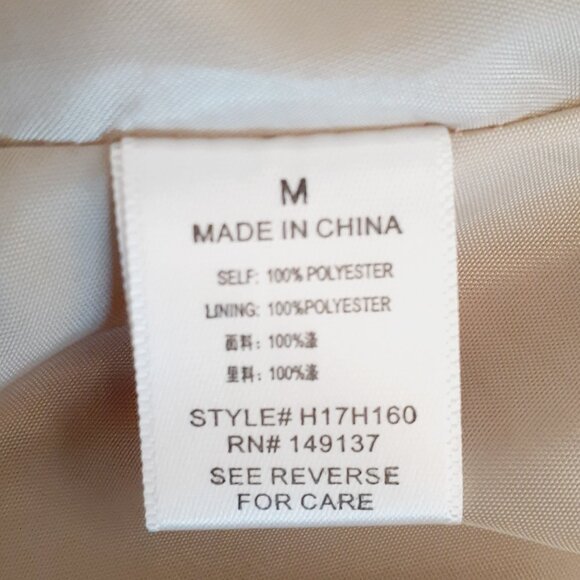 M
MADE IN CHINA
SELF: 100% POLYESTER
LINING: 100%POLYESTER
面料: 100%涤
里料: 100%涤
STYLE# H17H160
RN# 149137
SEE REVERSE
FOR CARE